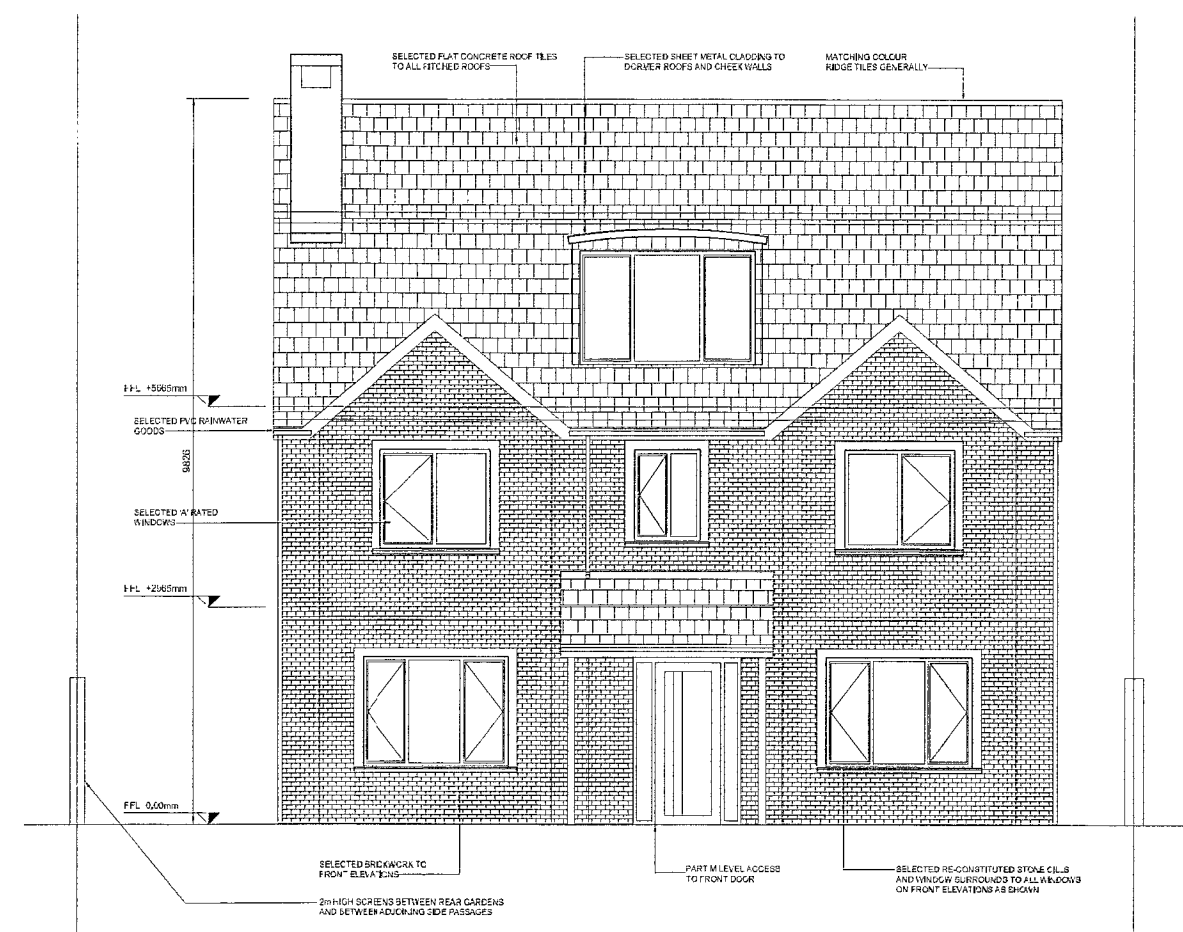 SELECTED FLAT CONCRETE ROOF TILES
TO ALL PITCHED ROOFS
SELECTED SHEET METAL CLADDING TO
DORMER ROOFS AND CHEEK WALLS
MATCHING COLOUR
RIDGE TILES GENERALLY
FFL +5665mm
SELECTED PVC RAINWATER
GOODS
9826
SELECTED 'A' RATED
WINDOWS
FFL +2965mm
FFL 0,00mm
SELECTED BRICKWORK TO
FRONT ELEVATIONS
PART M LEVEL ACCESS
TO FRONT DOOR
SELECTED RE-CONSTITUTED STONE CILLS
AND WINDOW SURROUNDS TO ALL WINDOWS
ON FRONT ELEVATIONS AS SHOWN
2m HIGH SCREENS BETWEEN REAR GARDENS
AND BETWEEN ADJOINING SIDE PASSAGES